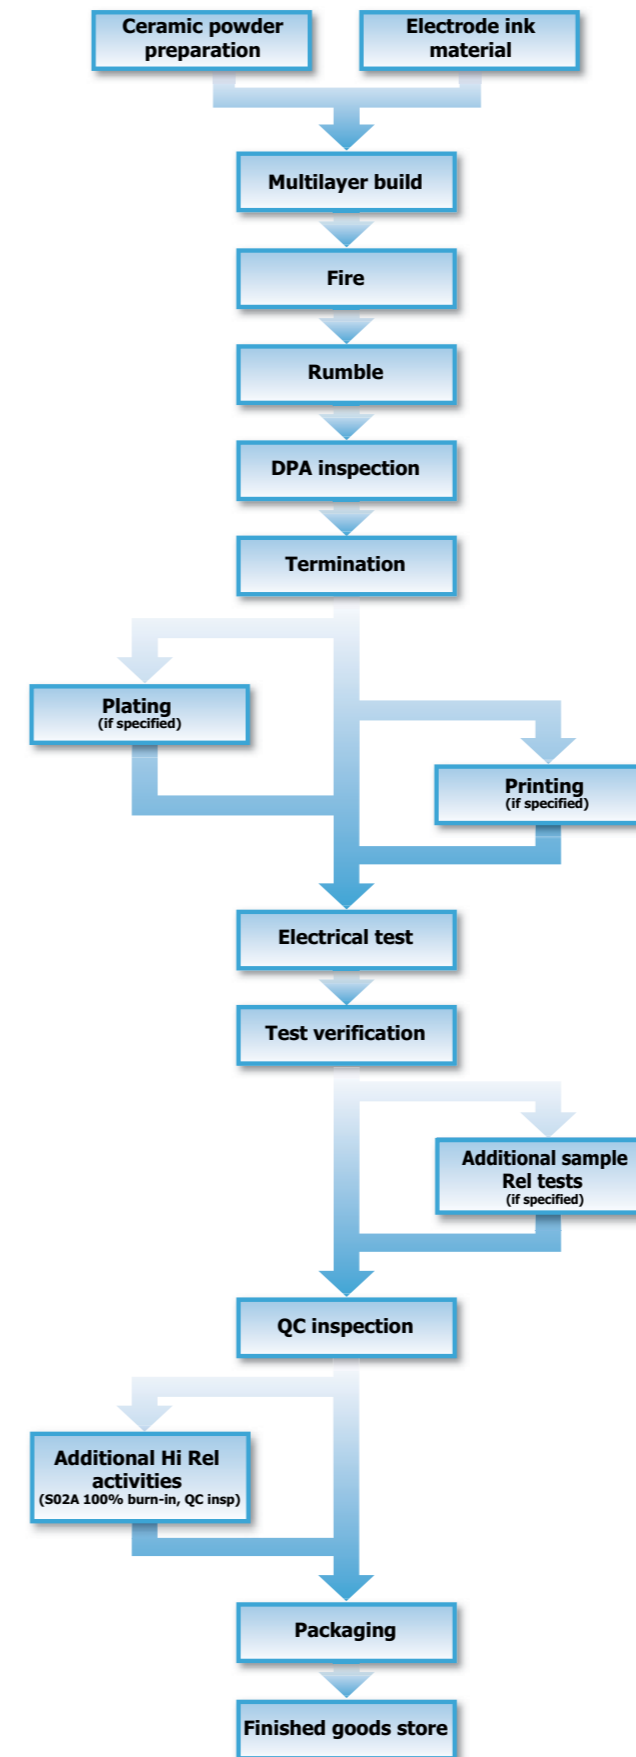 Ceramic powder
preparation
Electrode ink
material
Multilayer build
Fire
Rumble
DPA inspection
Termination
Plating
(if specified)
Printing
(if specified)
Electrical test
Test verification
Additional sample
Rel tests
(if specified)
QC inspection
Additional Hi Rel
activities
(S02A 100% burn-in, QC insp)
Packaging
Finished goods store